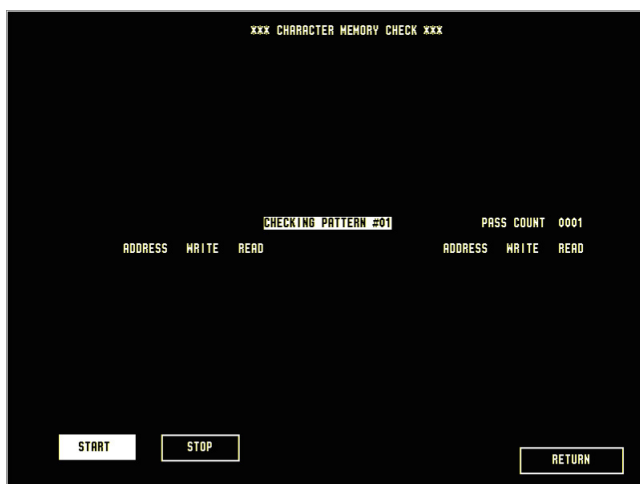 *** CHARACTER MEMORY CHECK ***
CHECKING PATTERN #01 PASS COUNT 0001
ADDRESS WRITE READ ADDRESS WRITE READ
START STOP
RETURN